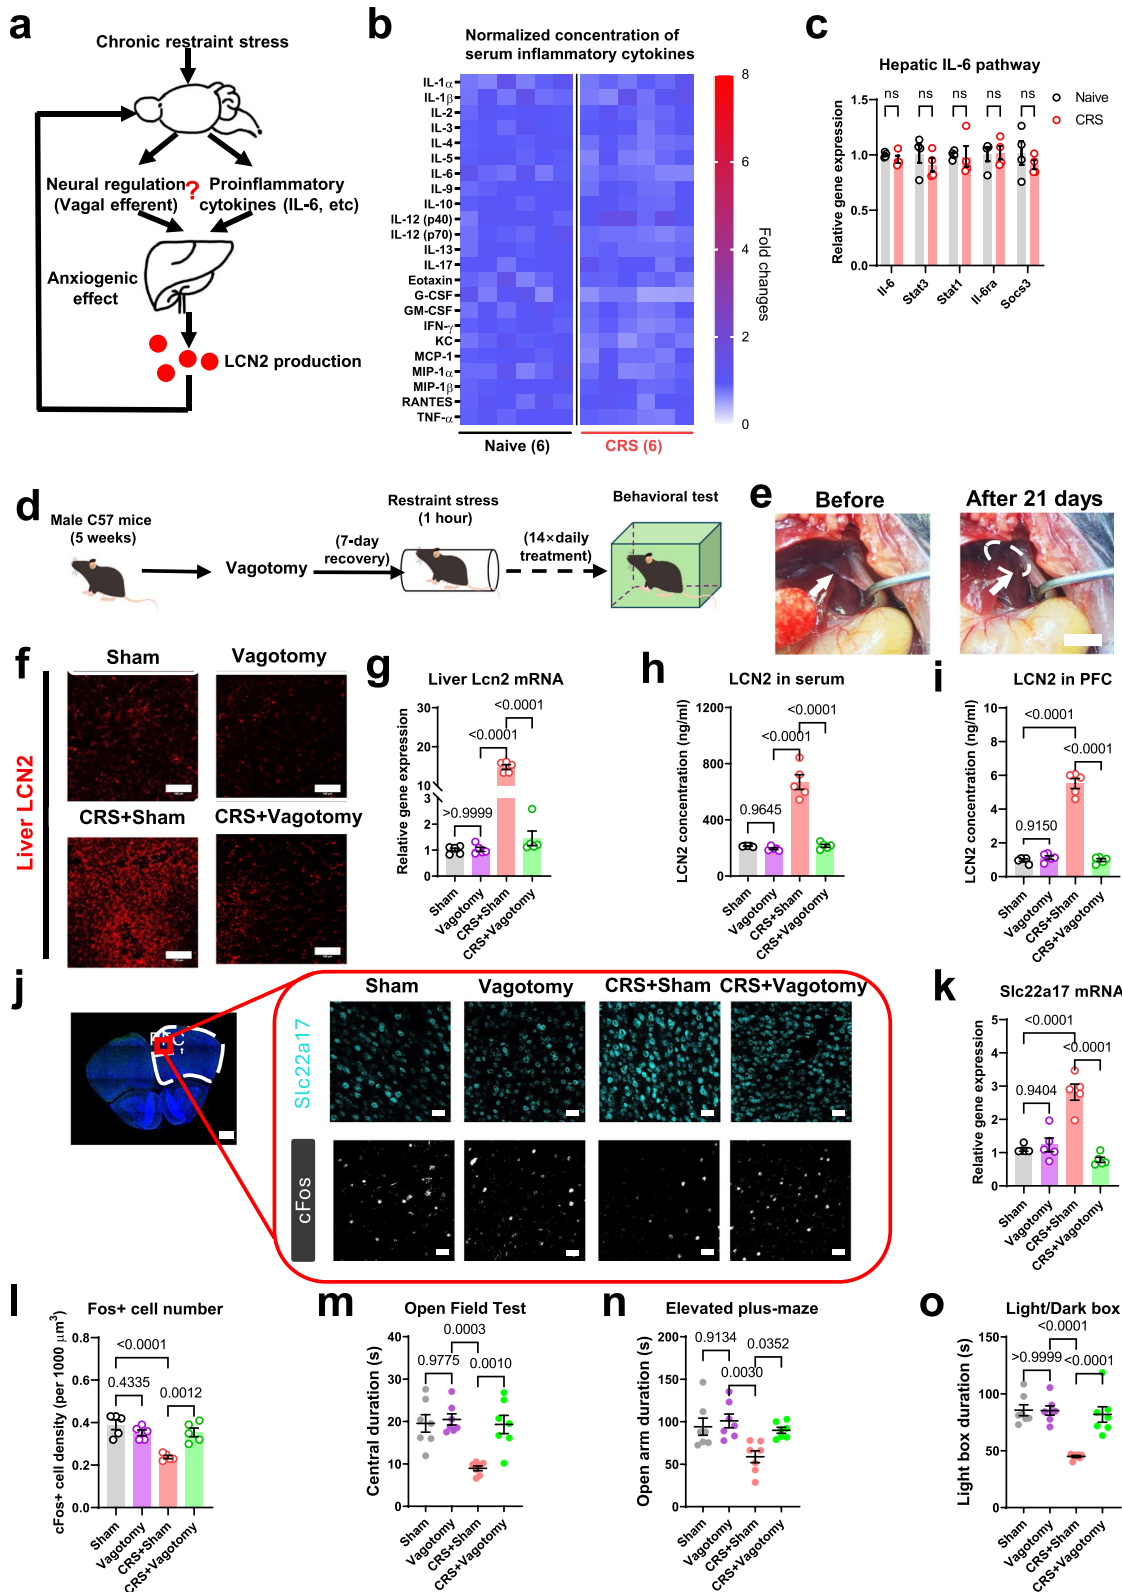 a
Chronic restraint stress
Neural regulation
(Vagal efferent)
?
Proinflammatory
cytokines (IL-6, etc)
Anxiogenic
effect
LCN2 production
b
Normalized concentration of
serum inflammatory cytokines
IL-1α
IL-1β
IL-2
IL-3
IL-4
IL-5
IL-6
IL-9
IL-10
IL-12 (p40)
IL-12 (p70)
IL-13
IL-17
Eotaxin
G-CSF
GM-CSF
IFN-γ
KC
MCP-1
MIP-1α
MIP-1β
RANTES
TNF-α
Naive (6)
CRS (6)
8
6
4
2
0
Fold changes
c
Hepatic IL-6 pathway
Relative gene expression
1.5
1.0
0.5
0.0
ns
ns
ns
ns
ns
Naive
CRS
Il-6
Stat3
Stat1
Il-6ra
Socs3
d
Male C57 mice
(5 weeks)
Vagotomy
(7-day
recovery)
Restraint stress
(1 hour)
(14×daily
treatment)
Behavioral test
e
Before
After 21 days
f
Liver LCN2
Sham
Vagotomy
CRS+Sham
CRS+Vagotomy
g
Liver Lcn2 mRNA
Relative gene expression
30
20
10
3
2
1
0
>0.9999
<0.0001
<0.0001
Sham
Vagotomy
CRS+Sham
CRS+Vagotomy
h
LCN2 in serum
LCN2 concentration (ng/ml)
1200
800
400
0
0.9645
<0.0001
<0.0001
Sham
Vagotomy
CRS+Sham
CRS+Vagotomy
i
LCN2 in PFC
LCN2 concentration (ng/ml)
10
8
6
4
2
0
0.9150
<0.0001
<0.0001
Sham
Vagotomy
CRS+Sham
CRS+Vagotomy
j
Sham
Vagotomy
CRS+Sham
CRS+Vagotomy
Slc22a17
cFos
k
Slc22a17 mRNA
Relative gene expression
5
4
3
2
1
0
0.9404
<0.0001
<0.0001
Sham
Vagotomy
CRS+Sham
CRS+Vagotomy
l
Fos+ cell number
cFos+ cell density (per 1000 μm³)
0.8
0.6
0.4
0.2
0.0
<0.0001
0.4335
0.0012
Sham
Vagotomy
CRS+Sham
CRS+Vagotomy
m
Open Field Test
Central duration (s)
40
30
20
10
0
0.0003
0.9775
0.0010
Sham
Vagotomy
CRS+Sham
CRS+Vagotomy
n
Elevated plus-maze
Open arm duration (s)
200
150
100
50
0
0.9134
0.0352
0.0030
Sham
Vagotomy
CRS+Sham
CRS+Vagotomy
o
Light/Dark box
Light box duration (s)
150
100
50
0
<0.0001
>0.9999
<0.0001
Sham
Vagotomy
CRS+Sham
CRS+Vagotomy